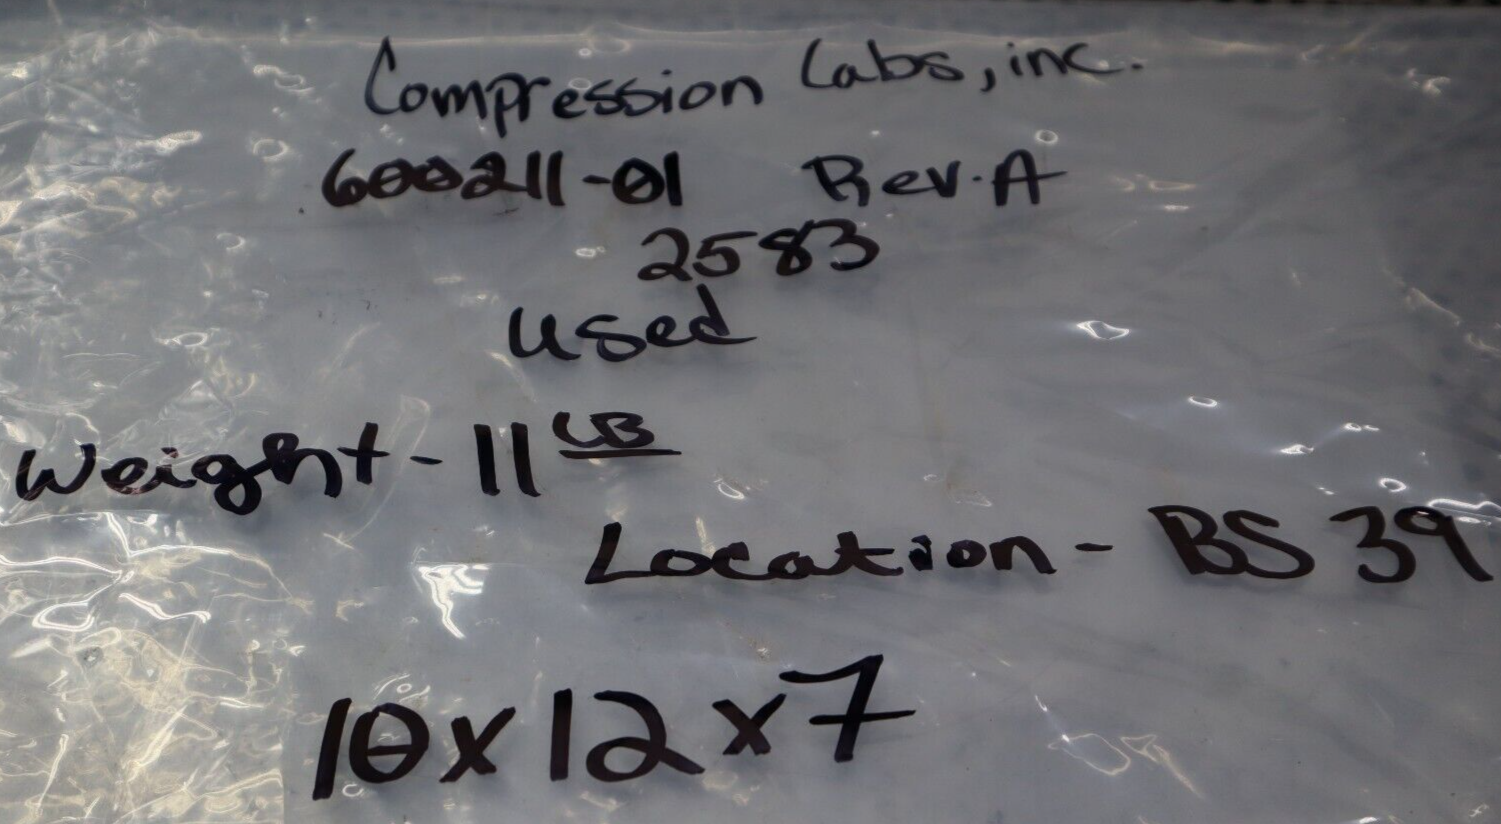 Compression Labs, inc.
600211-01 Rev. A
2583
Used
Weight - 11 LB
Location - BS 39
10x12x7